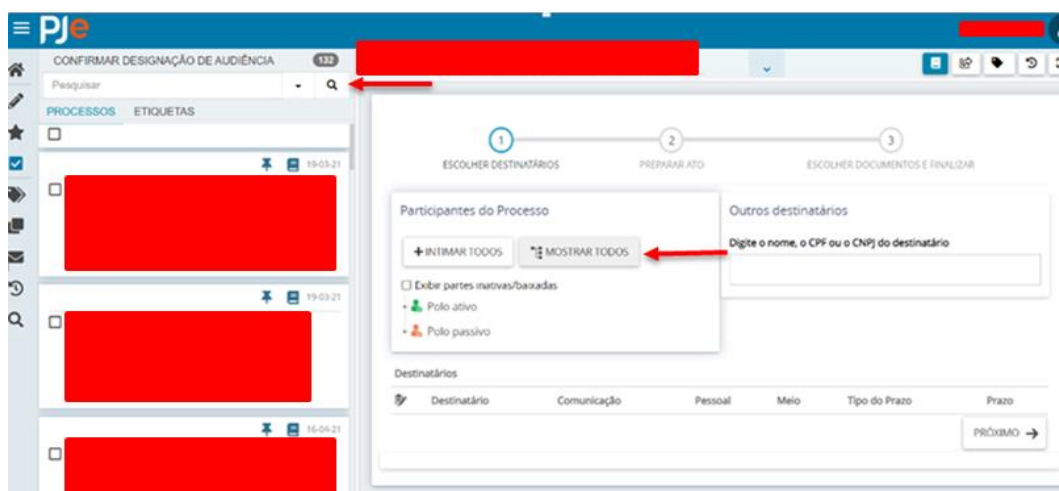 PJe
CONFIRMAR DESIGNAÇÃO DE AUDIÊNCIA 132
Pesquisar
PROCESSOS ETIQUETAS
19-03-21
19-03-21
16-04-21
1 2 3
ESCOLHER DESTINATÁRIOS PREPARAR ATO ESCOLHER DOCUMENTOS E FINALIZAR
Participantes do Processo
+ INTIMAR TODOS MOSTRAR TODOS
Exibir partes inativas/baixadas
Polo ativo
Polo passivo
Outros destinatários
Digite o nome, o CPF ou o CNPJ do destinatário
Destinatários
Destinatário Comunicação Pessoal Meio Tipo do Prazo Prazo
PRÓXIMO →